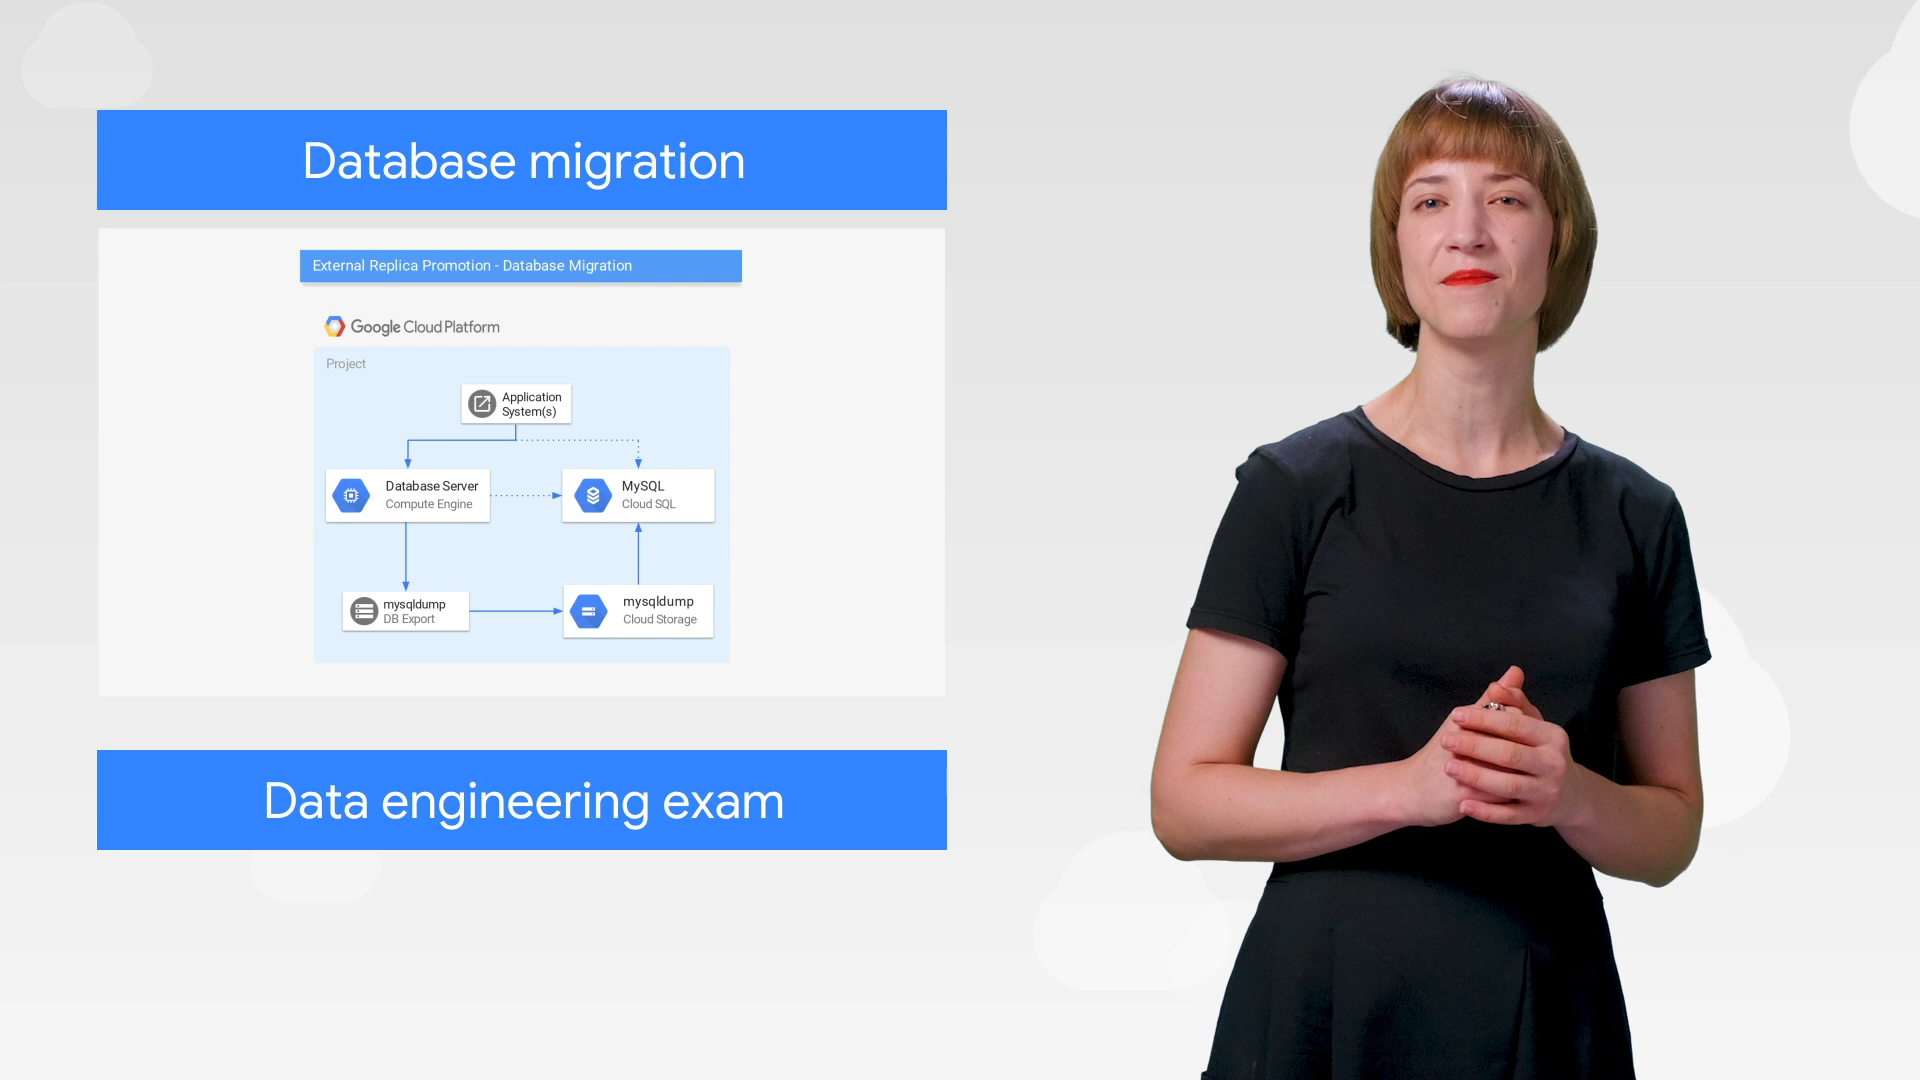 Database migration
External Replica Promotion - Database Migration
Google Cloud Platform
Project
Application
System(s)
Database Server
Compute Engine
MySQL
Cloud SQL
mysqldump
DB Export
mysqldump
Cloud Storage
Data engineering exam